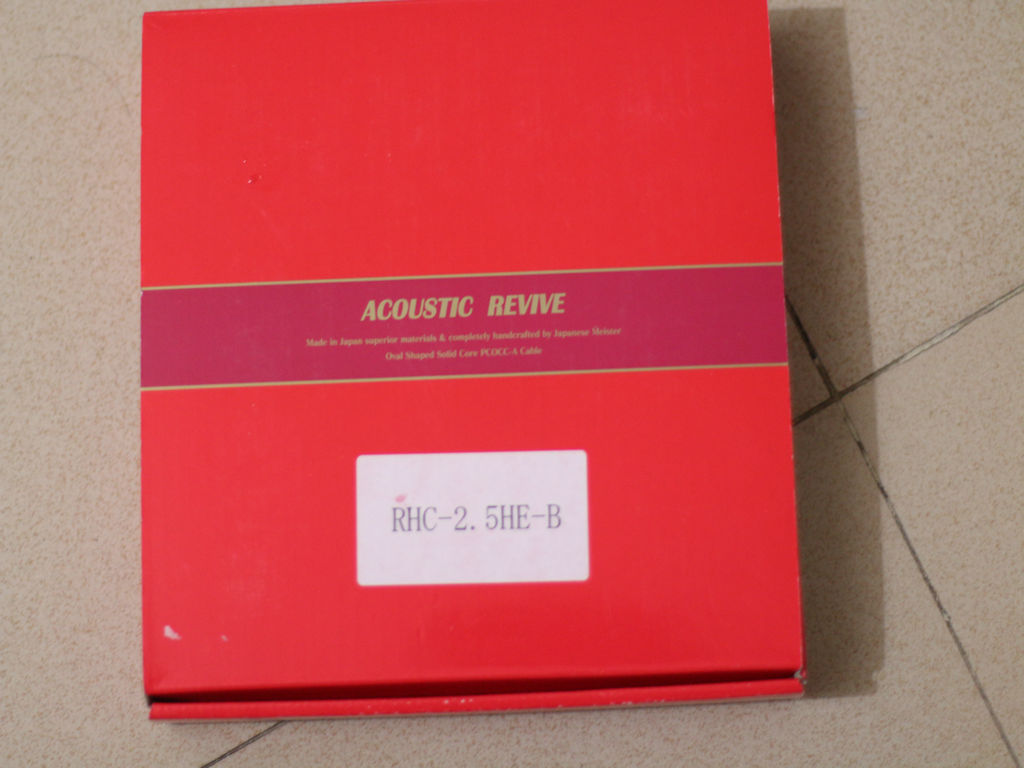 ACOUSTIC REVIVE
Made in Japan superior materials & completely handcrafted by Japanese Meister
Oval Shaped Solid Core PCOCC-A Cable
RHC-2.5HE-B